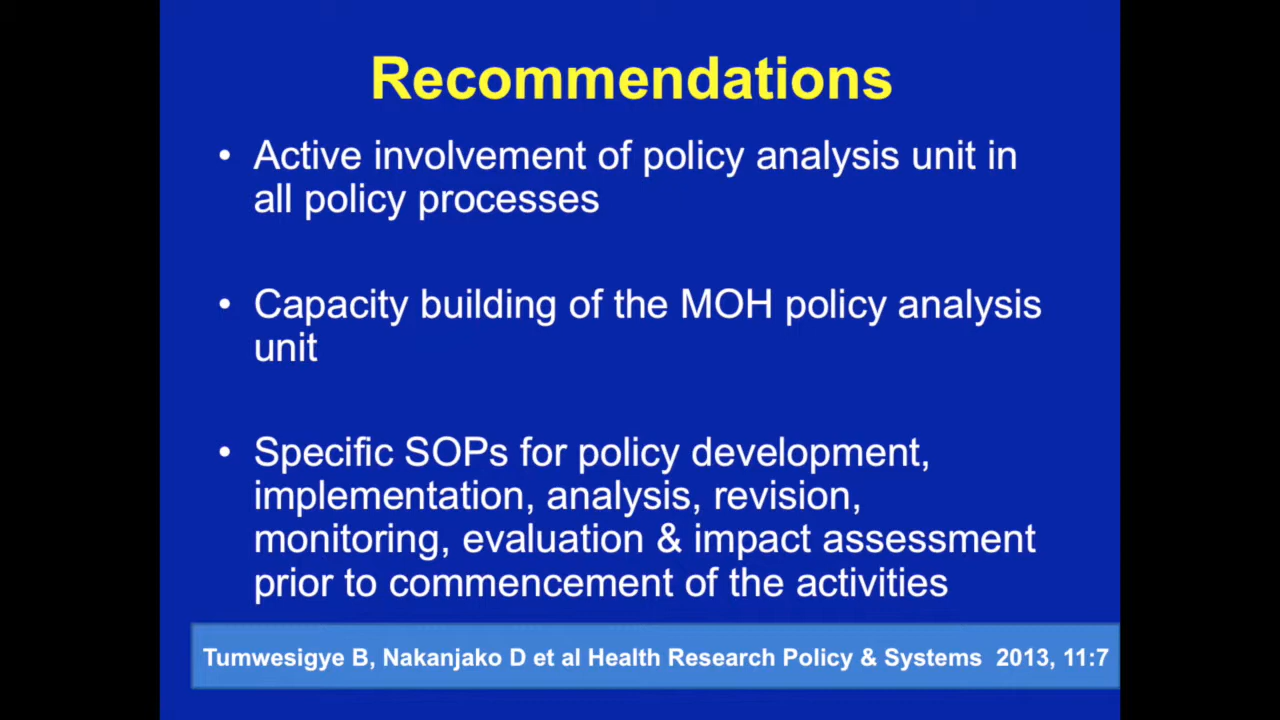 Recommendations
• Active involvement of policy analysis unit in
all policy processes
• Capacity building of the MOH policy analysis
unit
• Specific SOPs for policy development,
implementation, analysis, revision,
monitoring, evaluation & impact assessment
prior to commencement of the activities
Tumwesigye B, Nakanjako D et al Health Research Policy & Systems 2013, 11:7